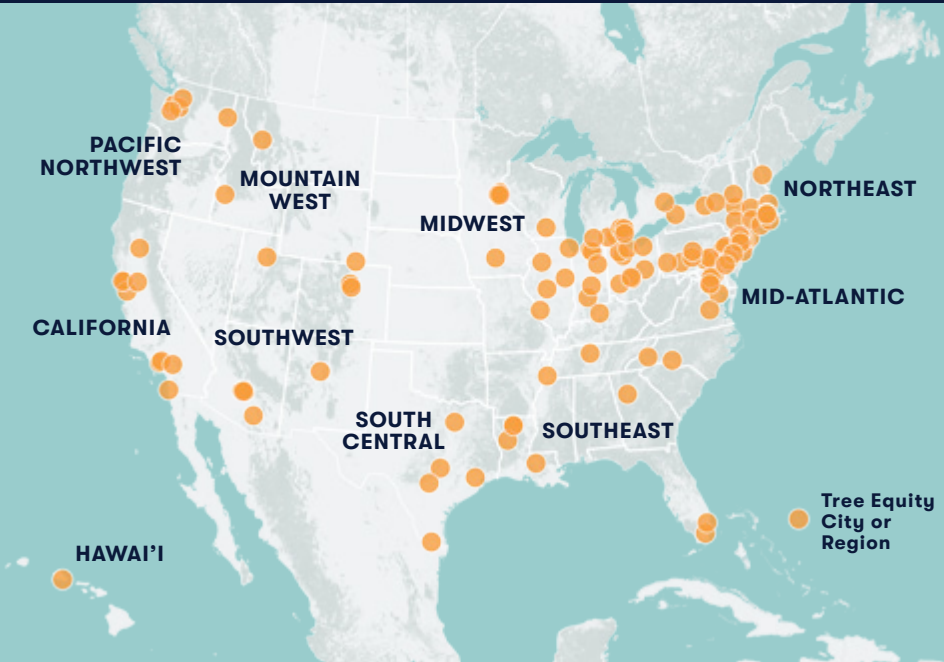 PACIFIC
NORTHWEST
MOUNTAIN
WEST
MIDWEST
NORTHEAST
MID-ATLANTIC
CALIFORNIA
SOUTHWEST
SOUTH
CENTRAL
SOUTHEAST
Tree Equity
City or
Region
HAWAI’I